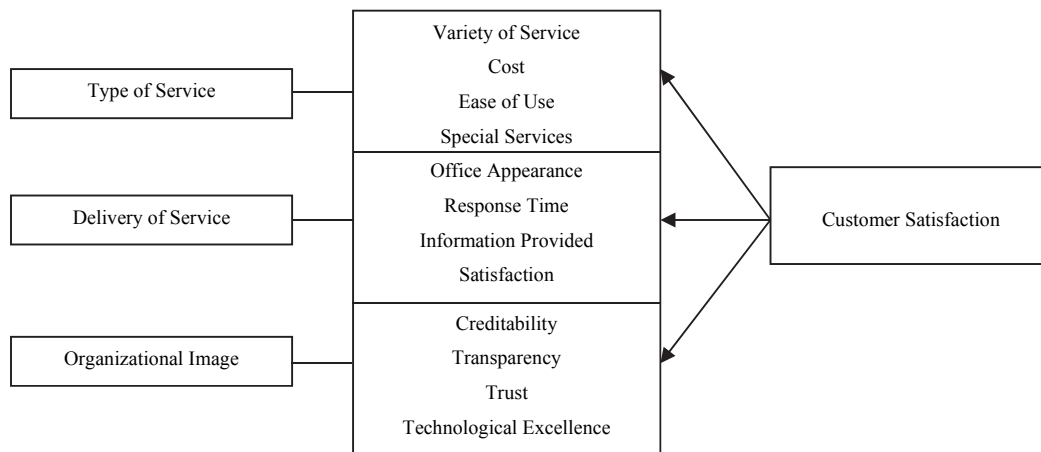 Type of Service
Variety of Service
Cost
Ease of Use
Special Services
Delivery of Service
Office Appearance
Response Time
Information Provided
Satisfaction
Organizational Image
Creditability
Transparency
Trust
Technological Excellence
Customer Satisfaction